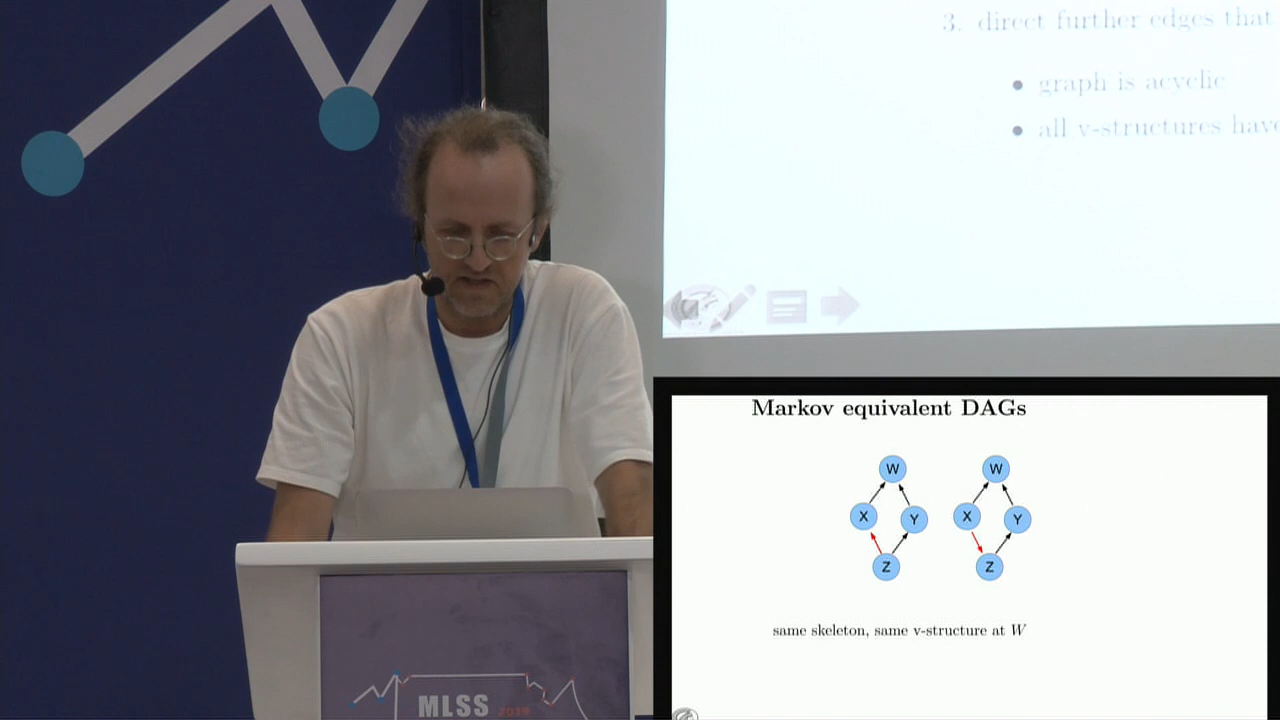 3. direct further edges that
• graph is acyclic
• all v-structures have
Markov equivalent DAGs
W W
X Y X Y
Z Z
same skeleton, same v-structure at W
MLSS 2019